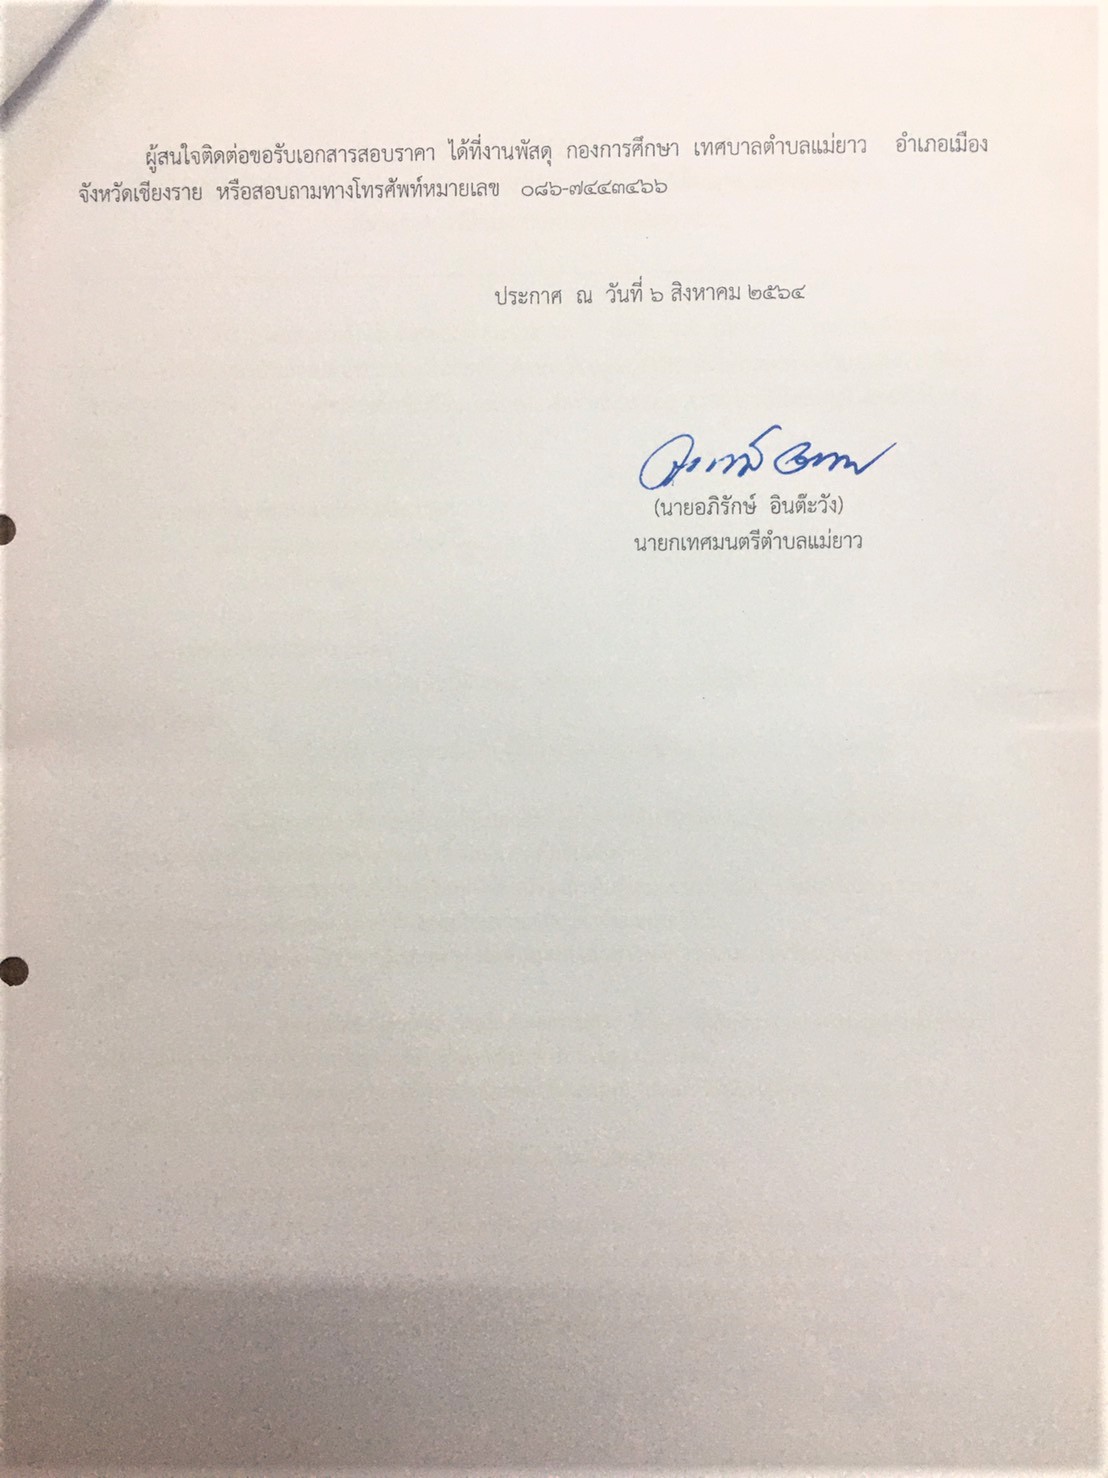 ผู้สนใจติดต่อขอรับเอกสารสอบราคา ได้ที่งานพัสดุ กองการศึกษา เทศบาลตำบลแม่ยาว อำเภอเมือง
จังหวัดเชียงราย หรือสอบถามทางโทรศัพท์หมายเลข ๐๘๖-๗๔๔๓๔๖๖
ประกาศ ณ วันที่ ๖ สิงหาคม ๒๕๖๔
(นายอภิรักษ์ อินต๊ะวัง)
นายกเทศมนตรีตำบลแม่ยาว